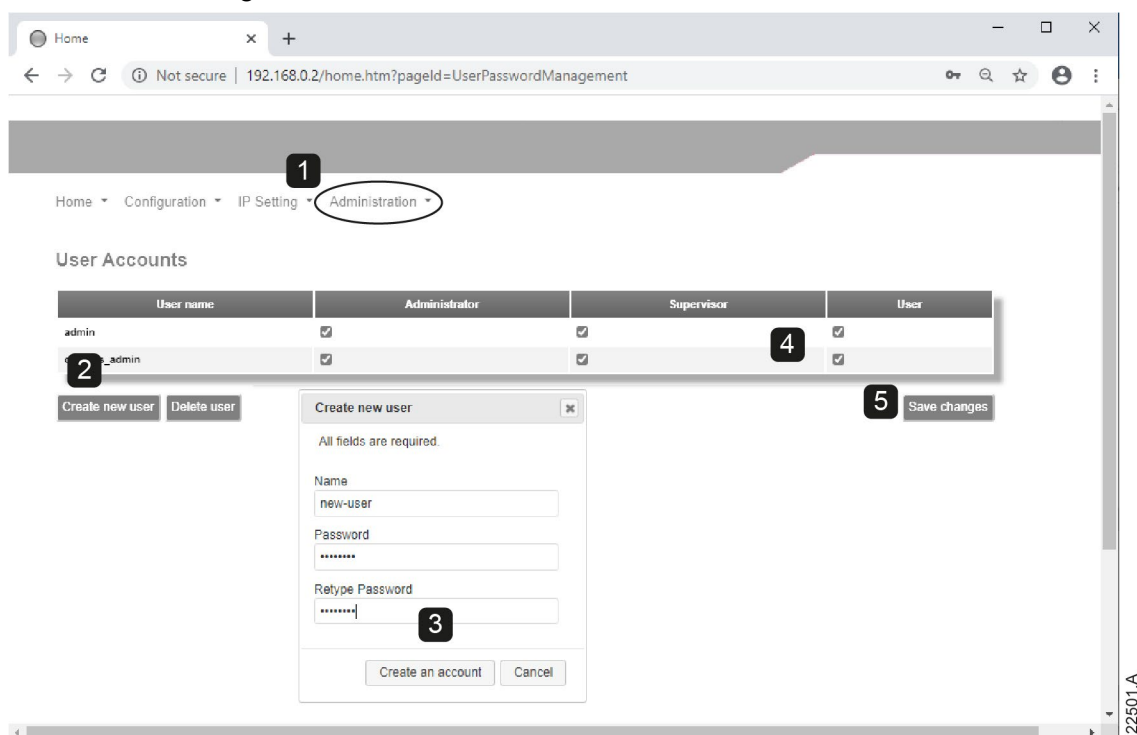 Home
Not secure | 192.168.0.2/home.htm?pageId=UserPasswordManagement
1
Home Configuration IP Setting Administration
User Accounts
User name Administrator Supervisor User
admin
4
2
_admin
Create new user Delete user
5 Save changes
Create new user
All fields are required.
Name
new-user
Password
••••••••
Retype Password
••••••••
3
Create an account Cancel
22501.A